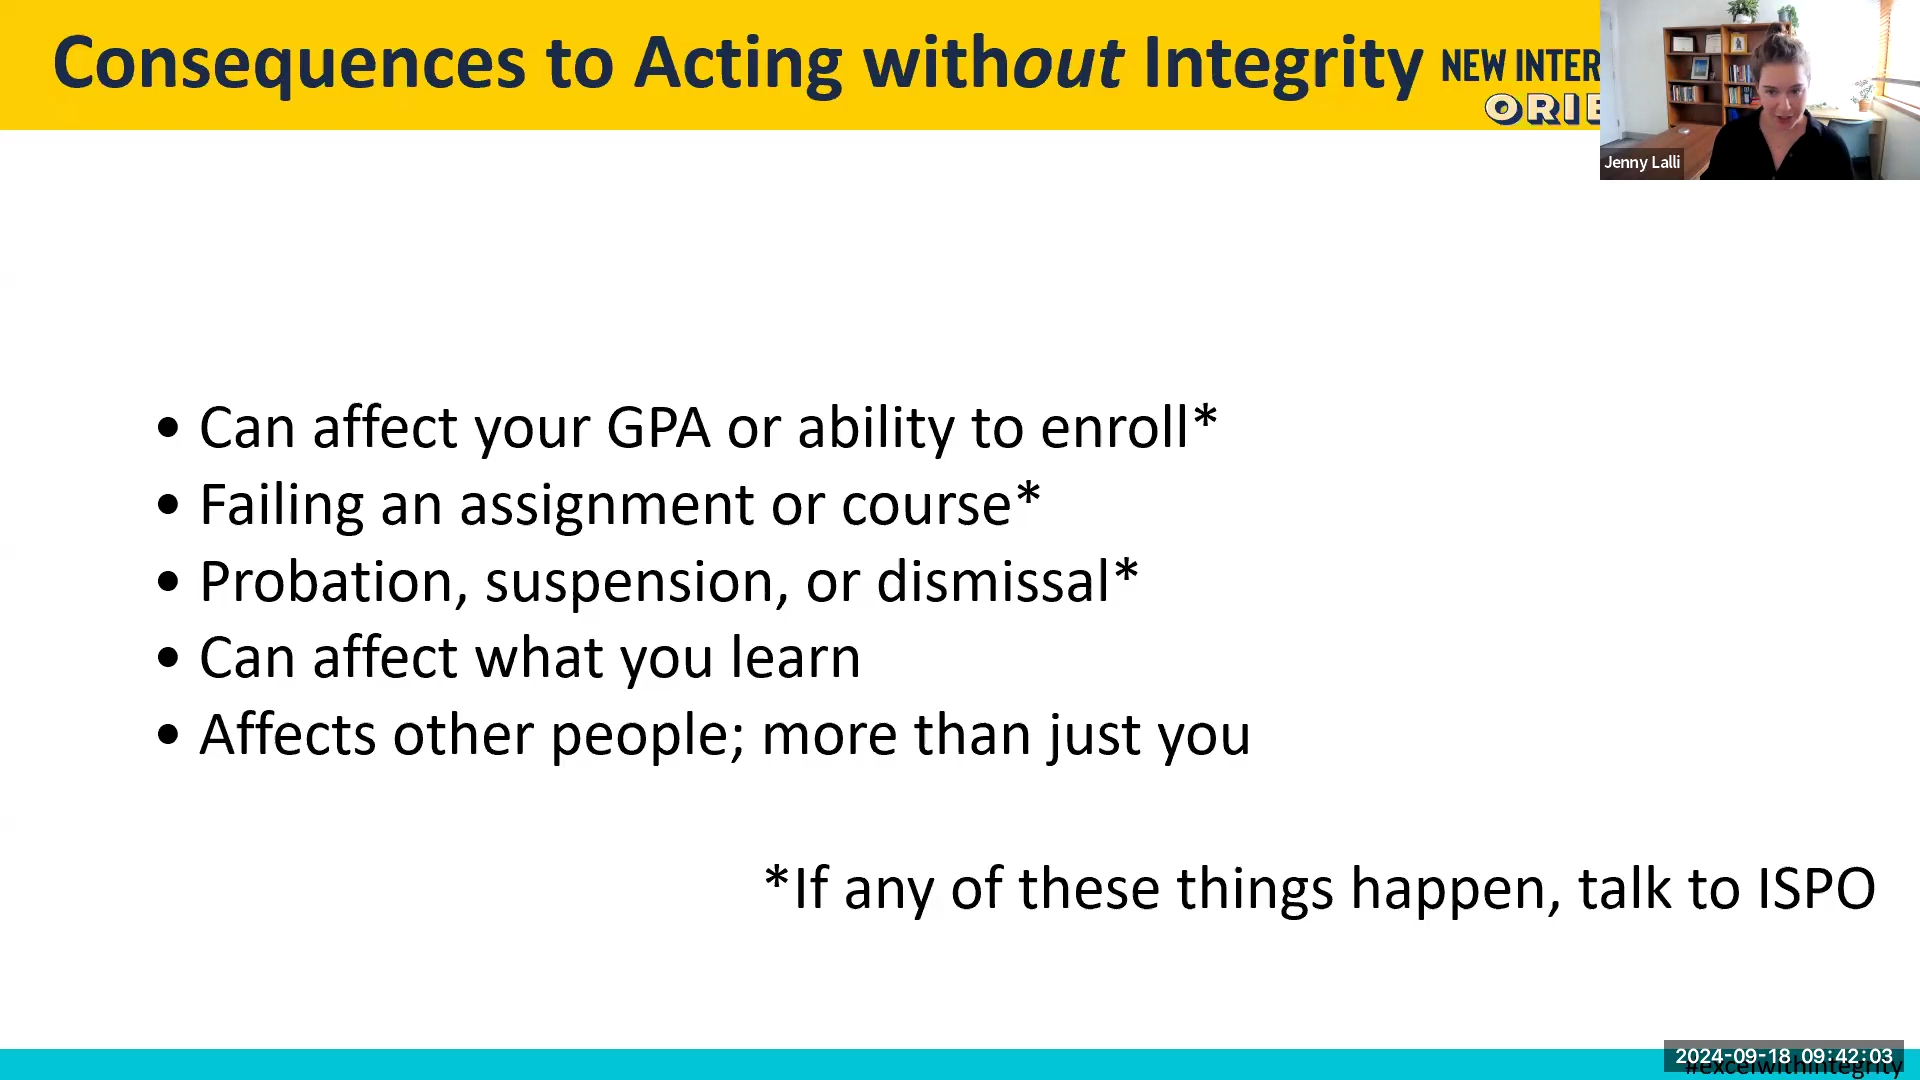 Consequences to Acting without Integrity
NEW INTER
ORIE
Jenny Lalli
• Can affect your GPA or ability to enroll*
• Failing an assignment or course*
• Probation, suspension, or dismissal*
• Can affect what you learn
• Affects other people; more than just you
*If any of these things happen, talk to ISPO
2024-09-18 09:42:03
#excelwithintegrity